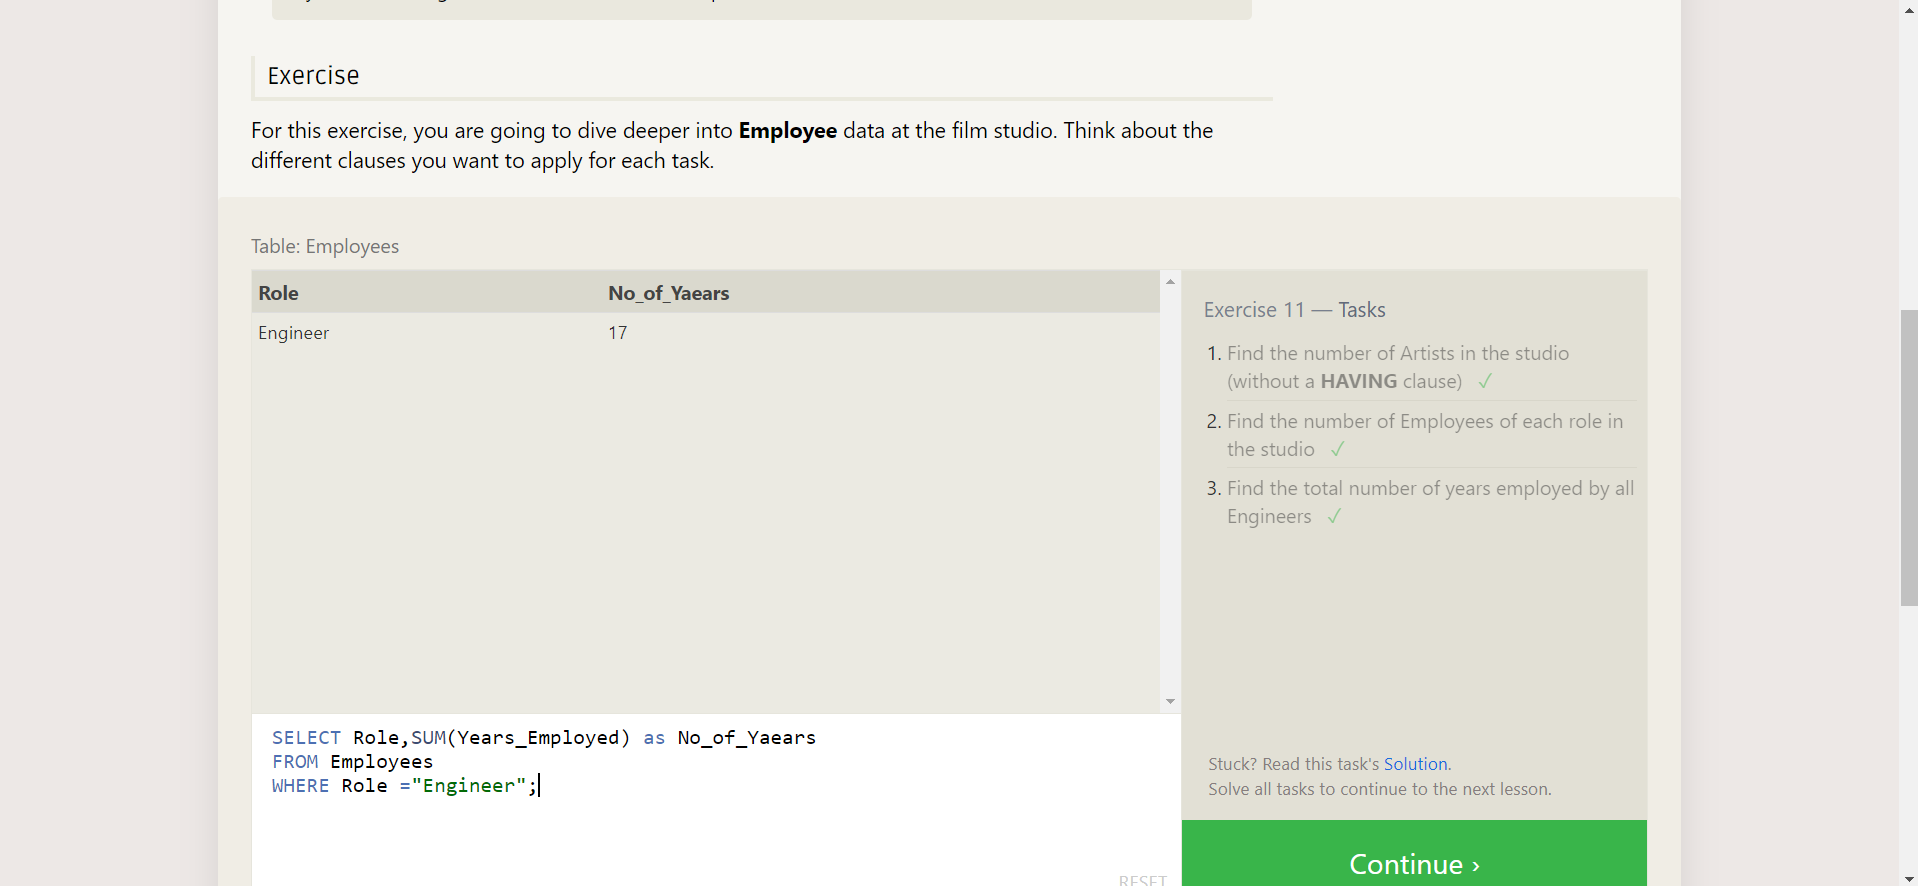 Exercise
For this exercise, you are going to dive deeper into Employee data at the film studio. Think about the
different clauses you want to apply for each task.
Table: Employees
Role No_of_Yaears
Engineer 17
Exercise 11 — Tasks
1. Find the number of Artists in the studio
(without a HAVING clause) ✓
2. Find the number of Employees of each role in
the studio ✓
3. Find the total number of years employed by all
Engineers ✓
SELECT Role,SUM(Years_Employed) as No_of_Yaears
FROM Employees
WHERE Role ="Engineer";
Stuck? Read this task's Solution.
Solve all tasks to continue to the next lesson.
RESET
Continue ›